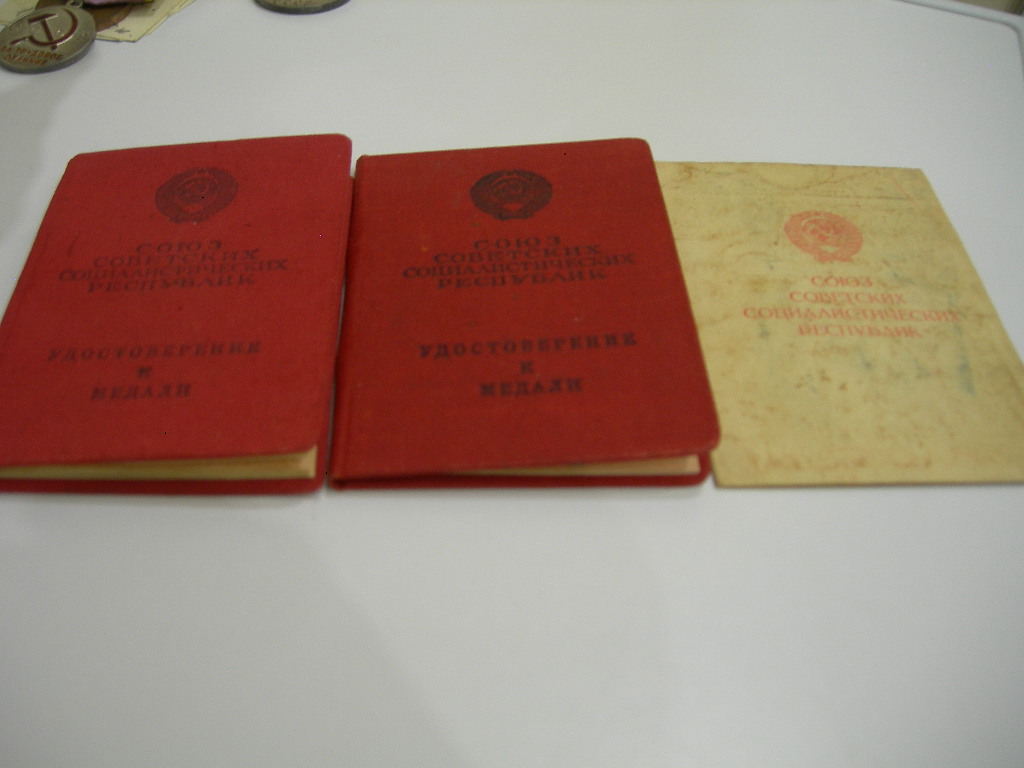 СОЮЗ
СОВЕТСКИХ
СОЦИАЛИСТИЧЕСКИХ
РЕСПУБЛИК
УДОСТОВЕРЕНИЕ
К
МЕДАЛИ
СОЮЗ
СОВЕТСКИХ
СОЦИАЛИСТИЧЕСКИХ
РЕСПУБЛИК
УДОСТОВЕРЕНИЕ
К
МЕДАЛИ
СОЮЗ
СОВЕТСКИХ
СОЦИАЛИСТИЧЕСКИХ
РЕСПУБЛИК